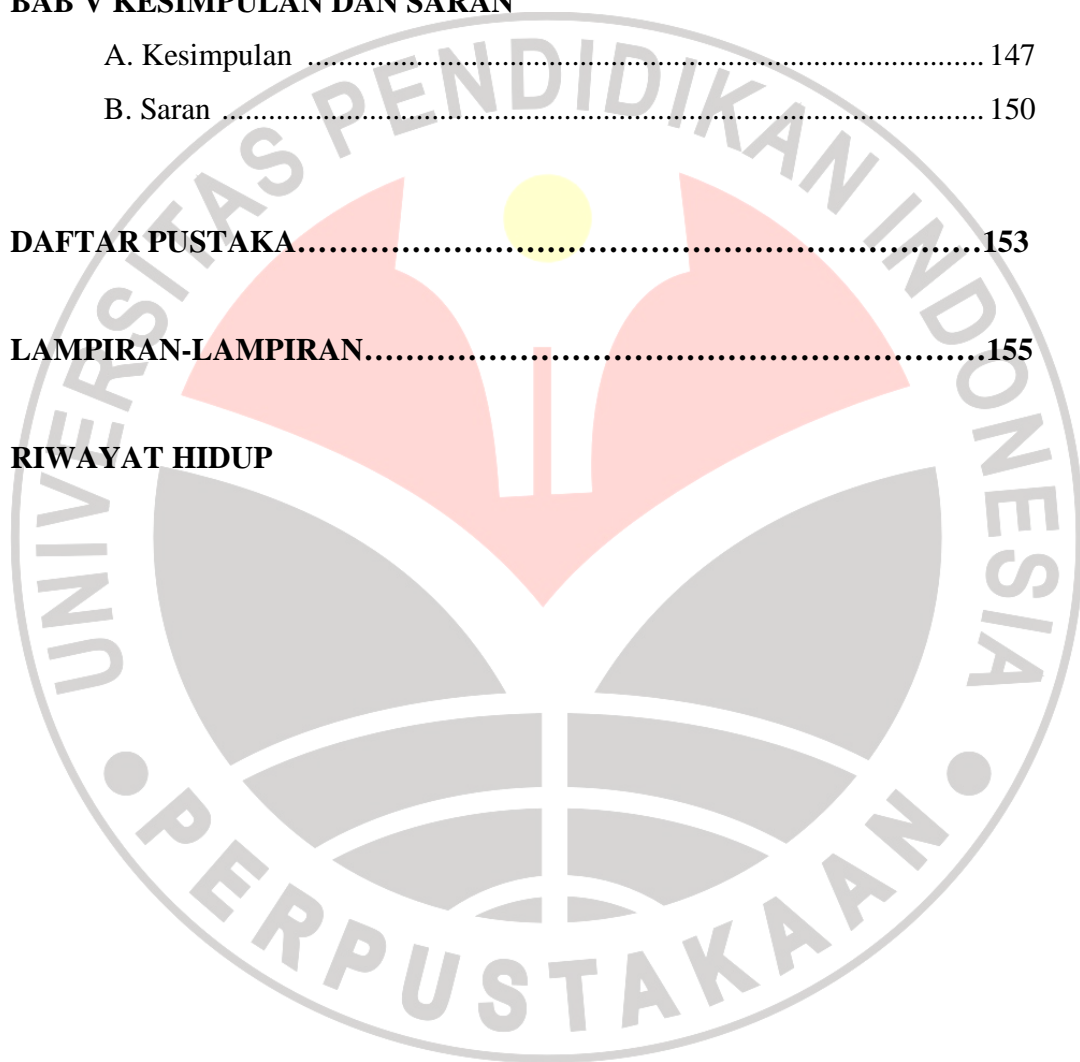 BAB V KESIMPULAN DAN SARAN
A. Kesimpulan ........................................................................................ 147
B. Saran ................................................................................................... 150
DAFTAR PUSTAKA……………………………………………………………153
LAMPIRAN-LAMPIRAN………………………………………………………155
RIWAYAT HIDUP
UNIVERSITAS PENDIDIKAN INDONESIA
PERPUSTAKAAN